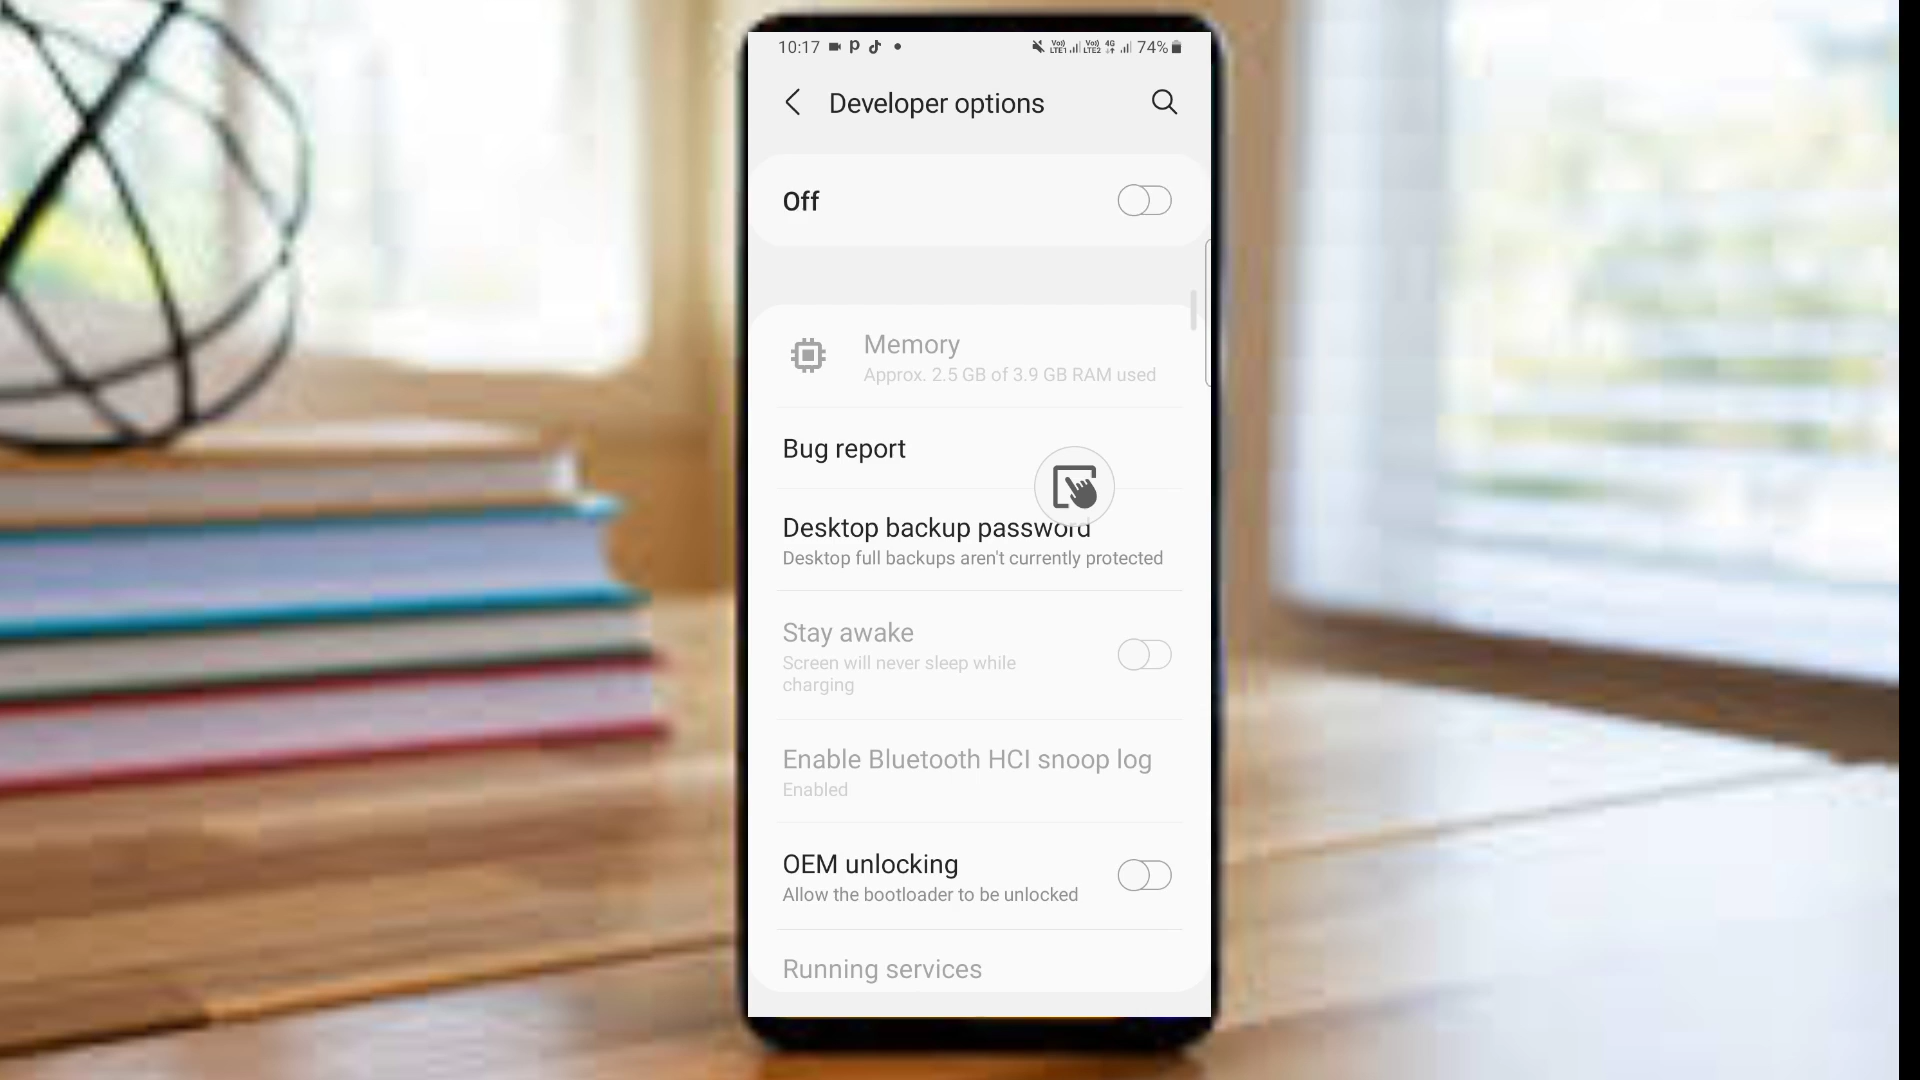 10:17 74%
Developer options
Off
Memory
Approx. 2.5 GB of 3.9 GB RAM used
Bug report
Desktop backup password
Desktop full backups aren't currently protected
Stay awake
Screen will never sleep while
charging
Enable Bluetooth HCI snoop log
Enabled
OEM unlocking
Allow the bootloader to be unlocked
Running services